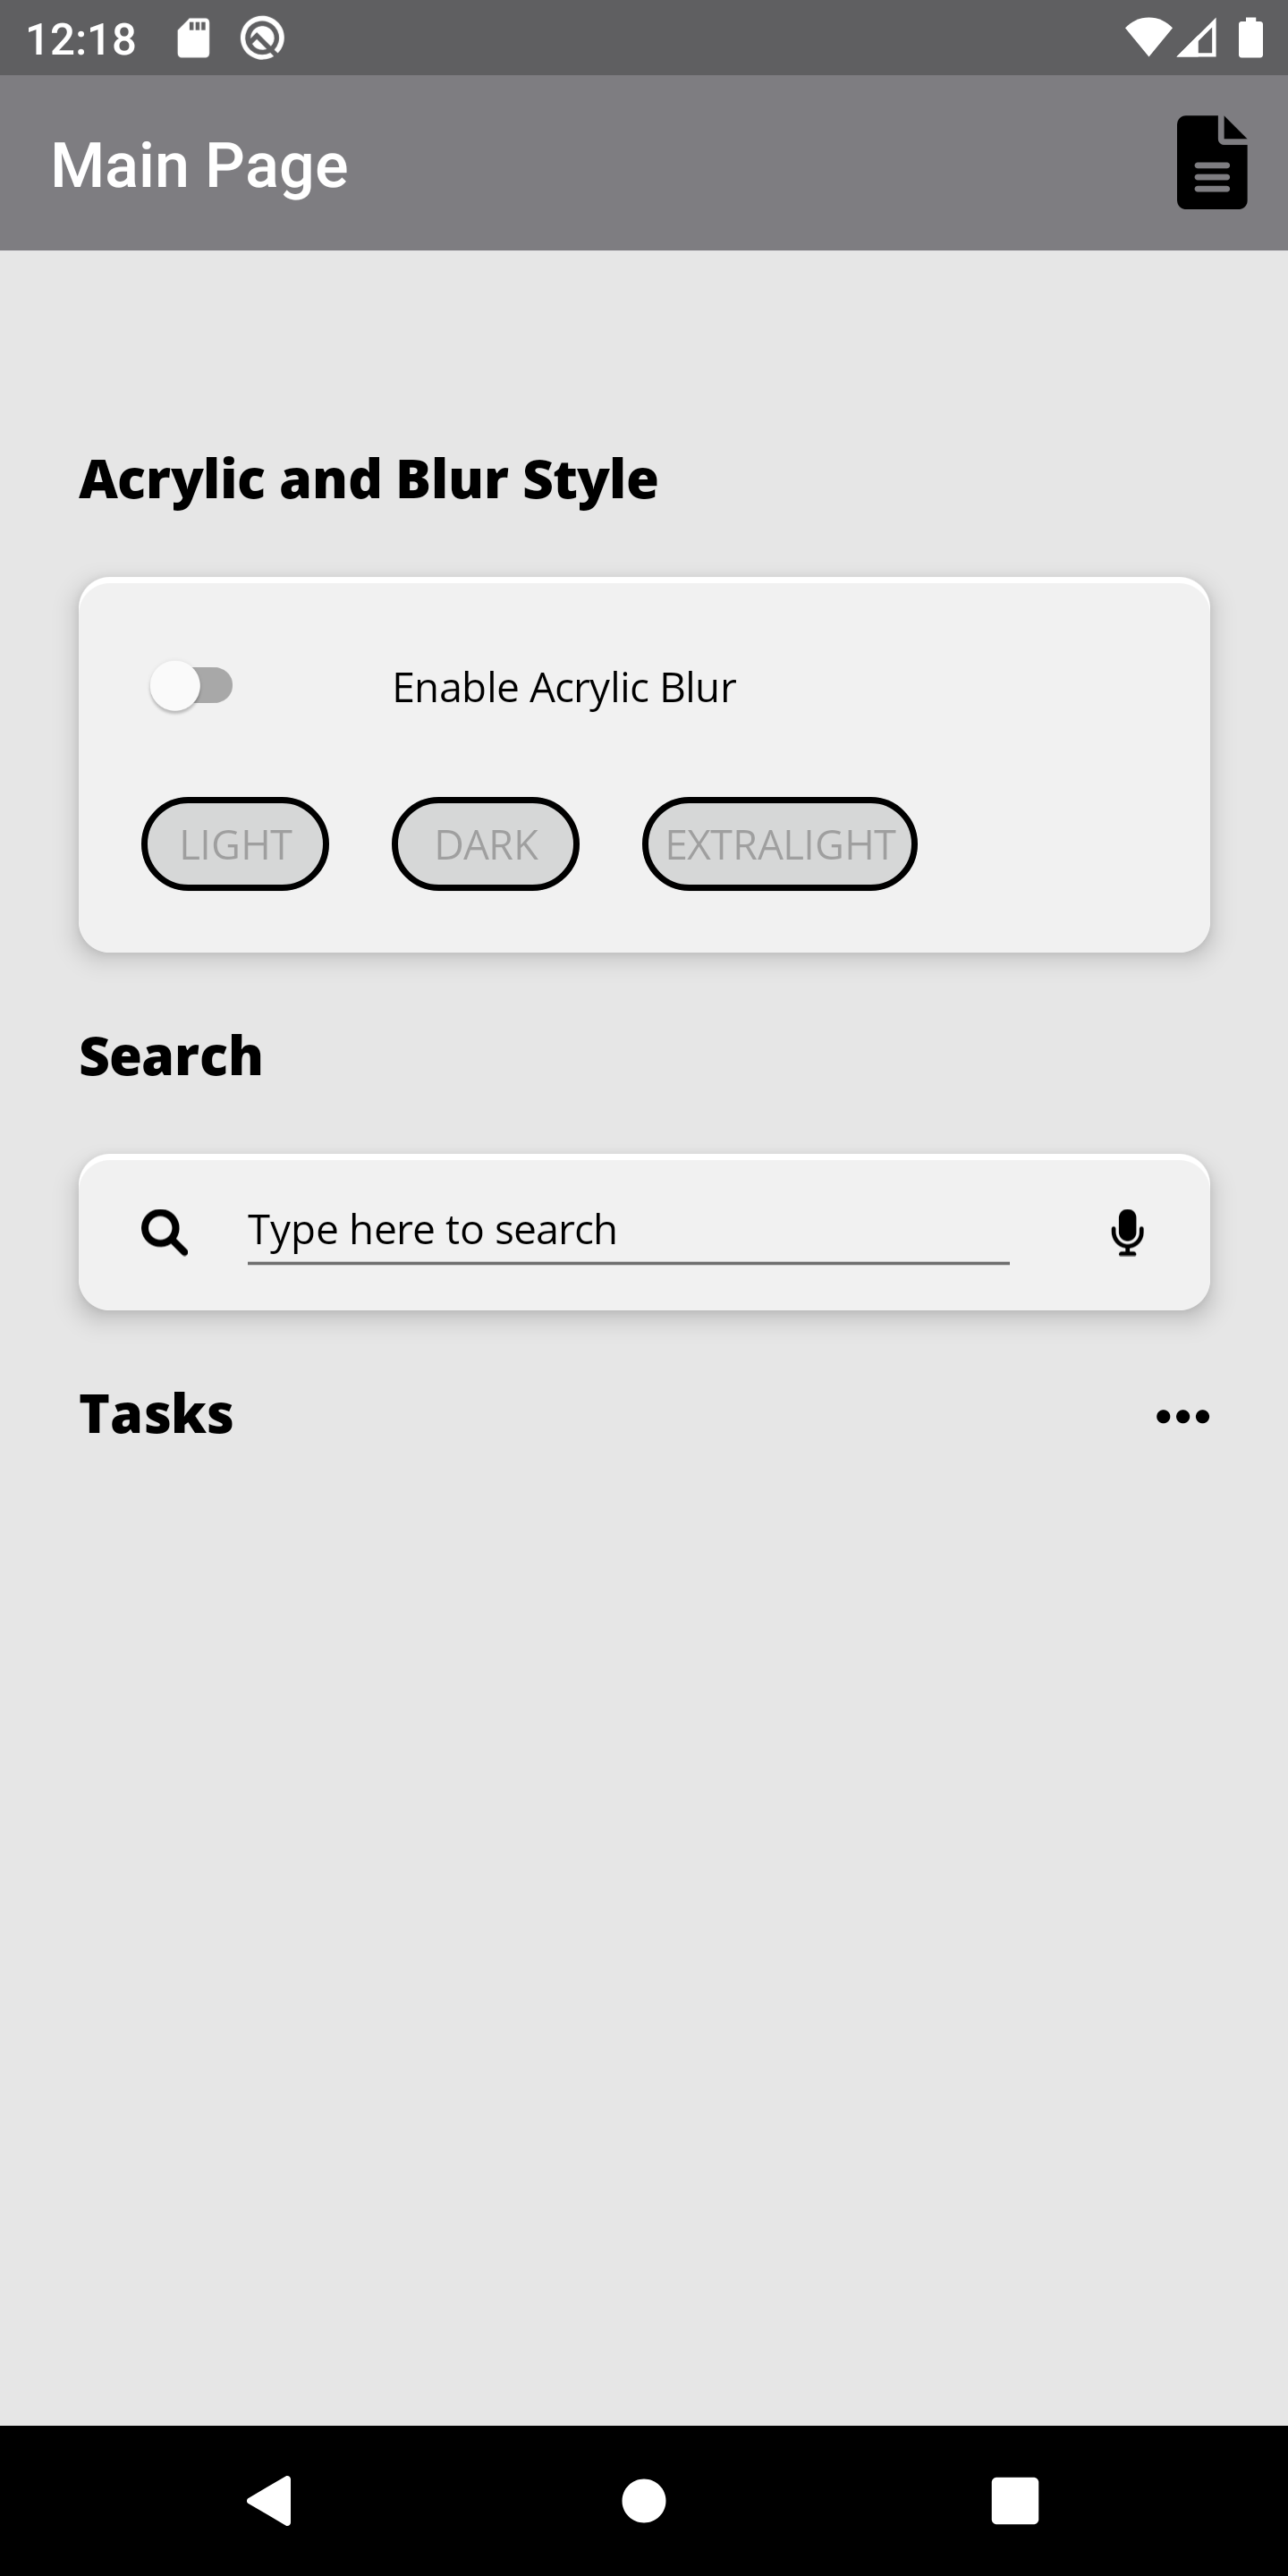 12:18
Main Page
Acrylic and Blur Style
Enable Acrylic Blur
LIGHT DARK EXTRALIGHT
Search
Type here to search
Tasks